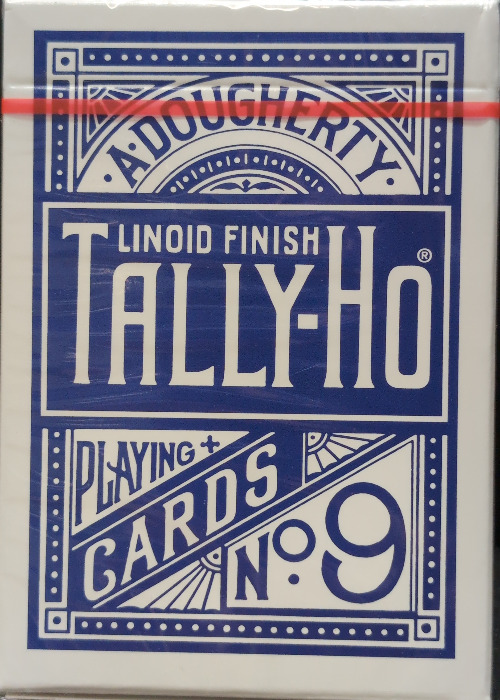 A·DOUGHERTY·
LINOID FINISH
TALLY-HO®
PLAYING
CARDS
Nº 9